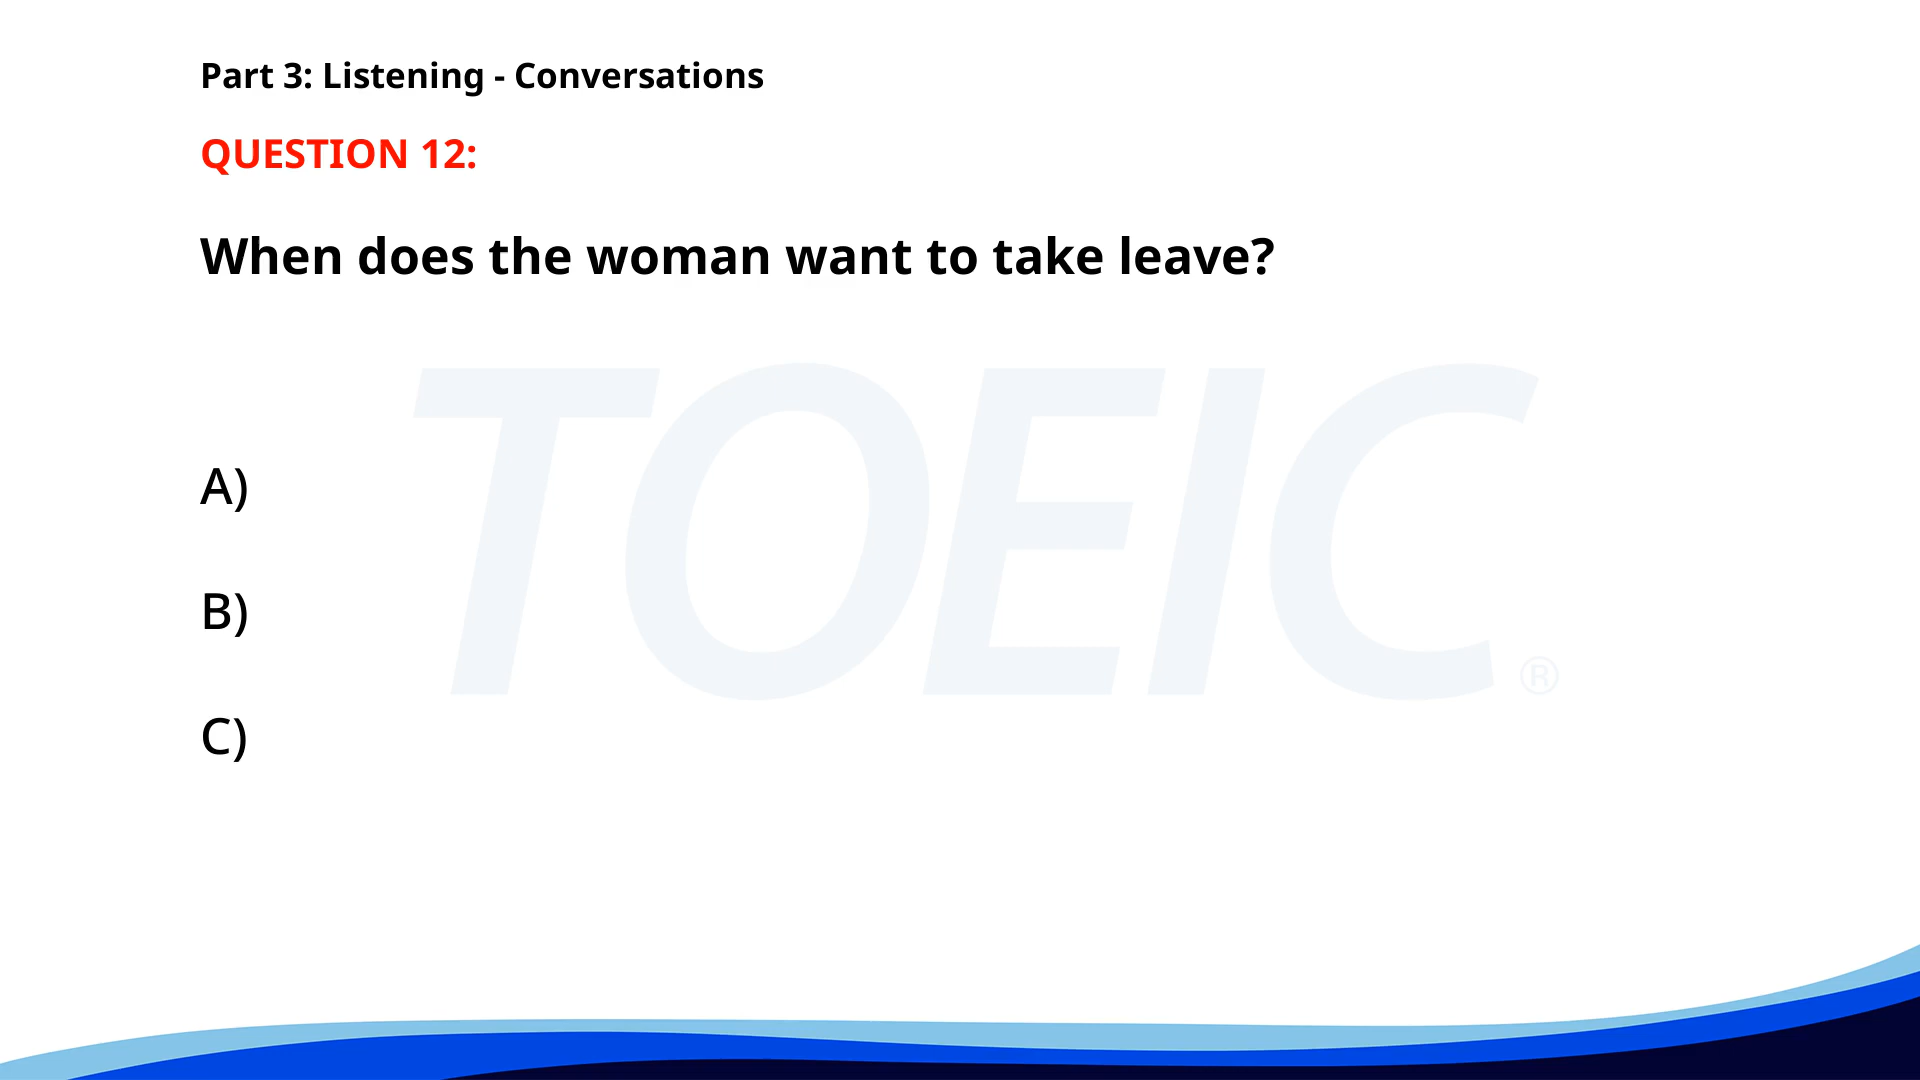 Part 3: Listening - Conversations
QUESTION 12:
When does the woman want to take leave?
TOEIC®
A)
B)
C)